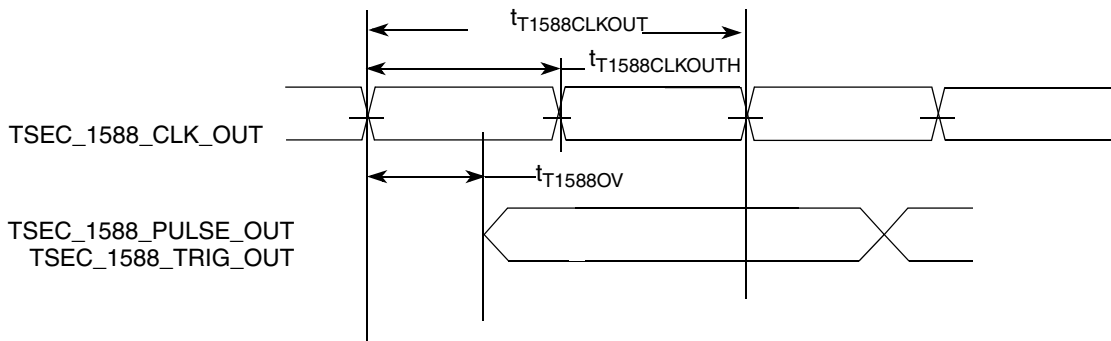 tT1588CLKOUT
tT1588CLKOUTH
TSEC_1588_CLK_OUT
tT1588OV
TSEC_1588_PULSE_OUT
TSEC_1588_TRIG_OUT